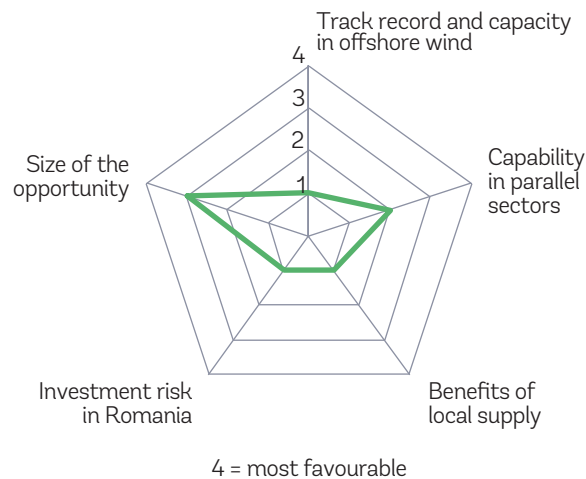 Track record and capacity
in offshore wind
4
3
2
1
Size of the
opportunity
Capability
in parallel
sectors
Investment risk
in Romania
Benefits of
local supply
4 = most favourable